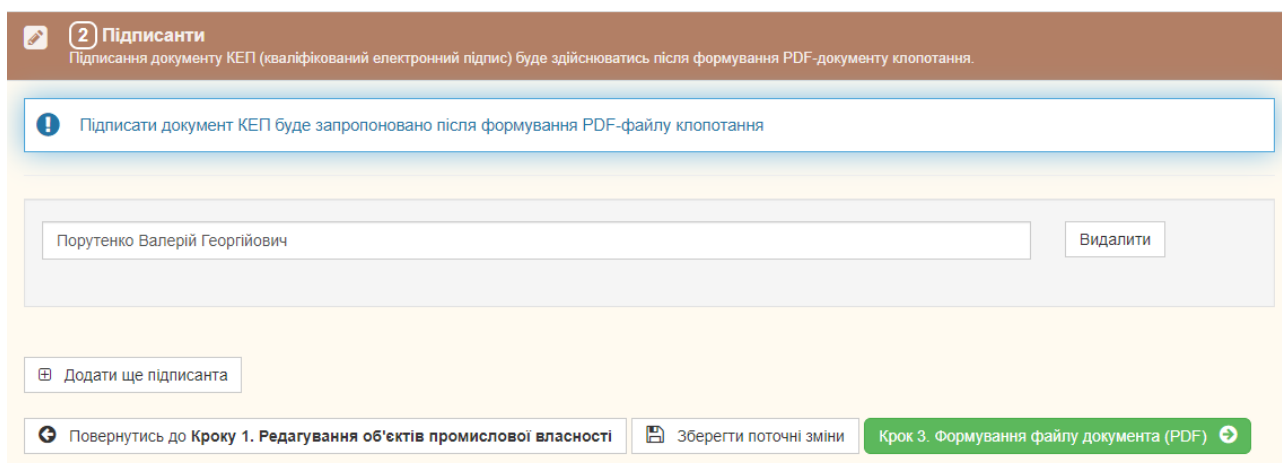 2 Підписанти
Підписання документу КЕП (кваліфікований електронний підпис) буде здійснюватись після формування PDF-документу клопотання.
Підписати документ КЕП буде запропоновано після формування PDF-файлу клопотання
Порутенко Валерій Георгійович Видалити
Додати ще підписанта
Повернутись до Кроку 1. Редагування об'єктів промислової власності Зберегти поточні зміни Крок 3. Формування файлу документа (PDF)